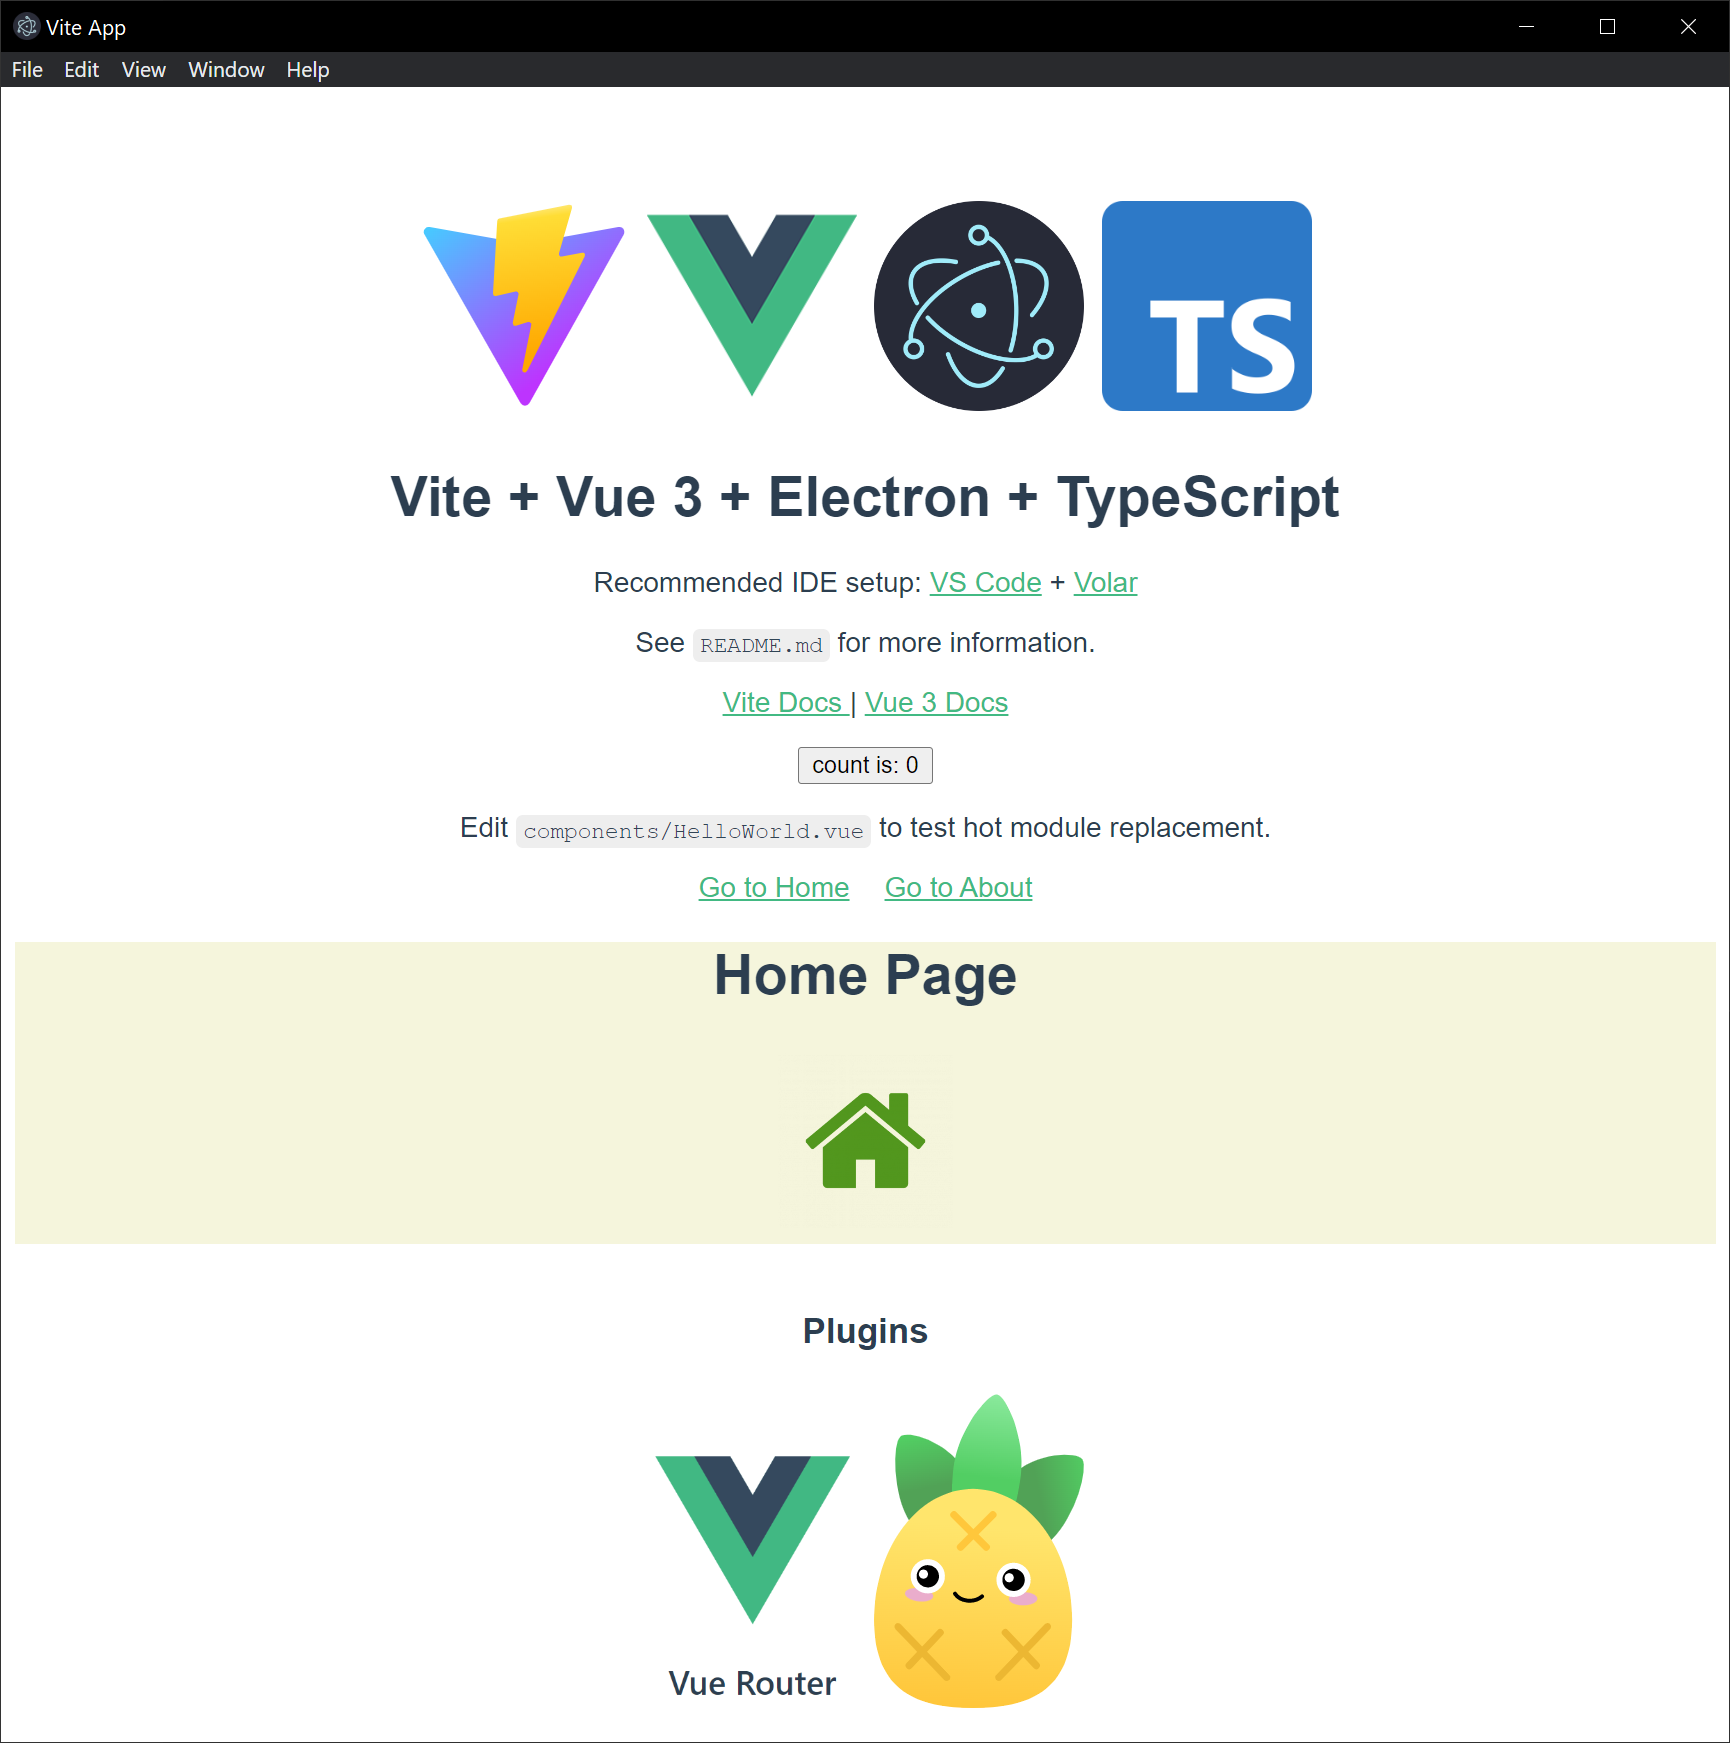 Vite App
File Edit View Window Help
TS
Vite + Vue 3 + Electron + TypeScript
Recommended IDE setup: VS Code + Volar
See README.md for more information.
Vite Docs | Vue 3 Docs
count is: 0
Edit components/HelloWorld.vue to test hot module replacement.
Go to Home Go to About
Home Page
Plugins
Vue Router